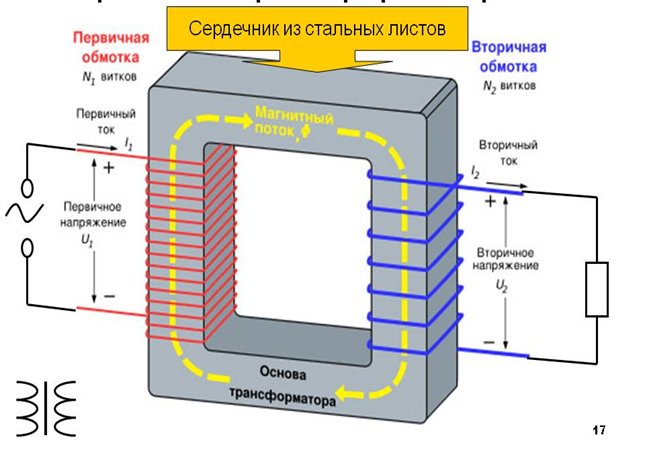 Сердечник из стальных листов
Первичная
обмотка
N1 витков
Вторичная
обмотка
N2 витков
Магнитный
поток, Ф
Первичный
ток
I1
+
Первичное
напряжение
U1
–
Вторичный
ток
I2
+
Вторичное
напряжение
U2
–
Основа
трансформатора
17